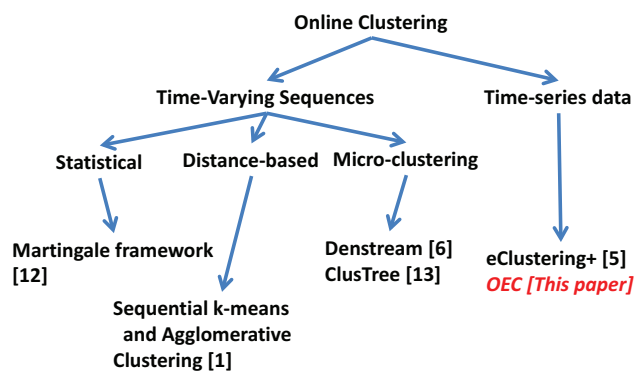 Online Clustering
Time-Varying Sequences
Time-series data
Statistical
Distance-based
Micro-clustering
Martingale framework
[12]
Denstream [6]
ClusTree [13]
eClustering+ [5]
OEC [This paper]
Sequential k-means
and Agglomerative
Clustering [1]